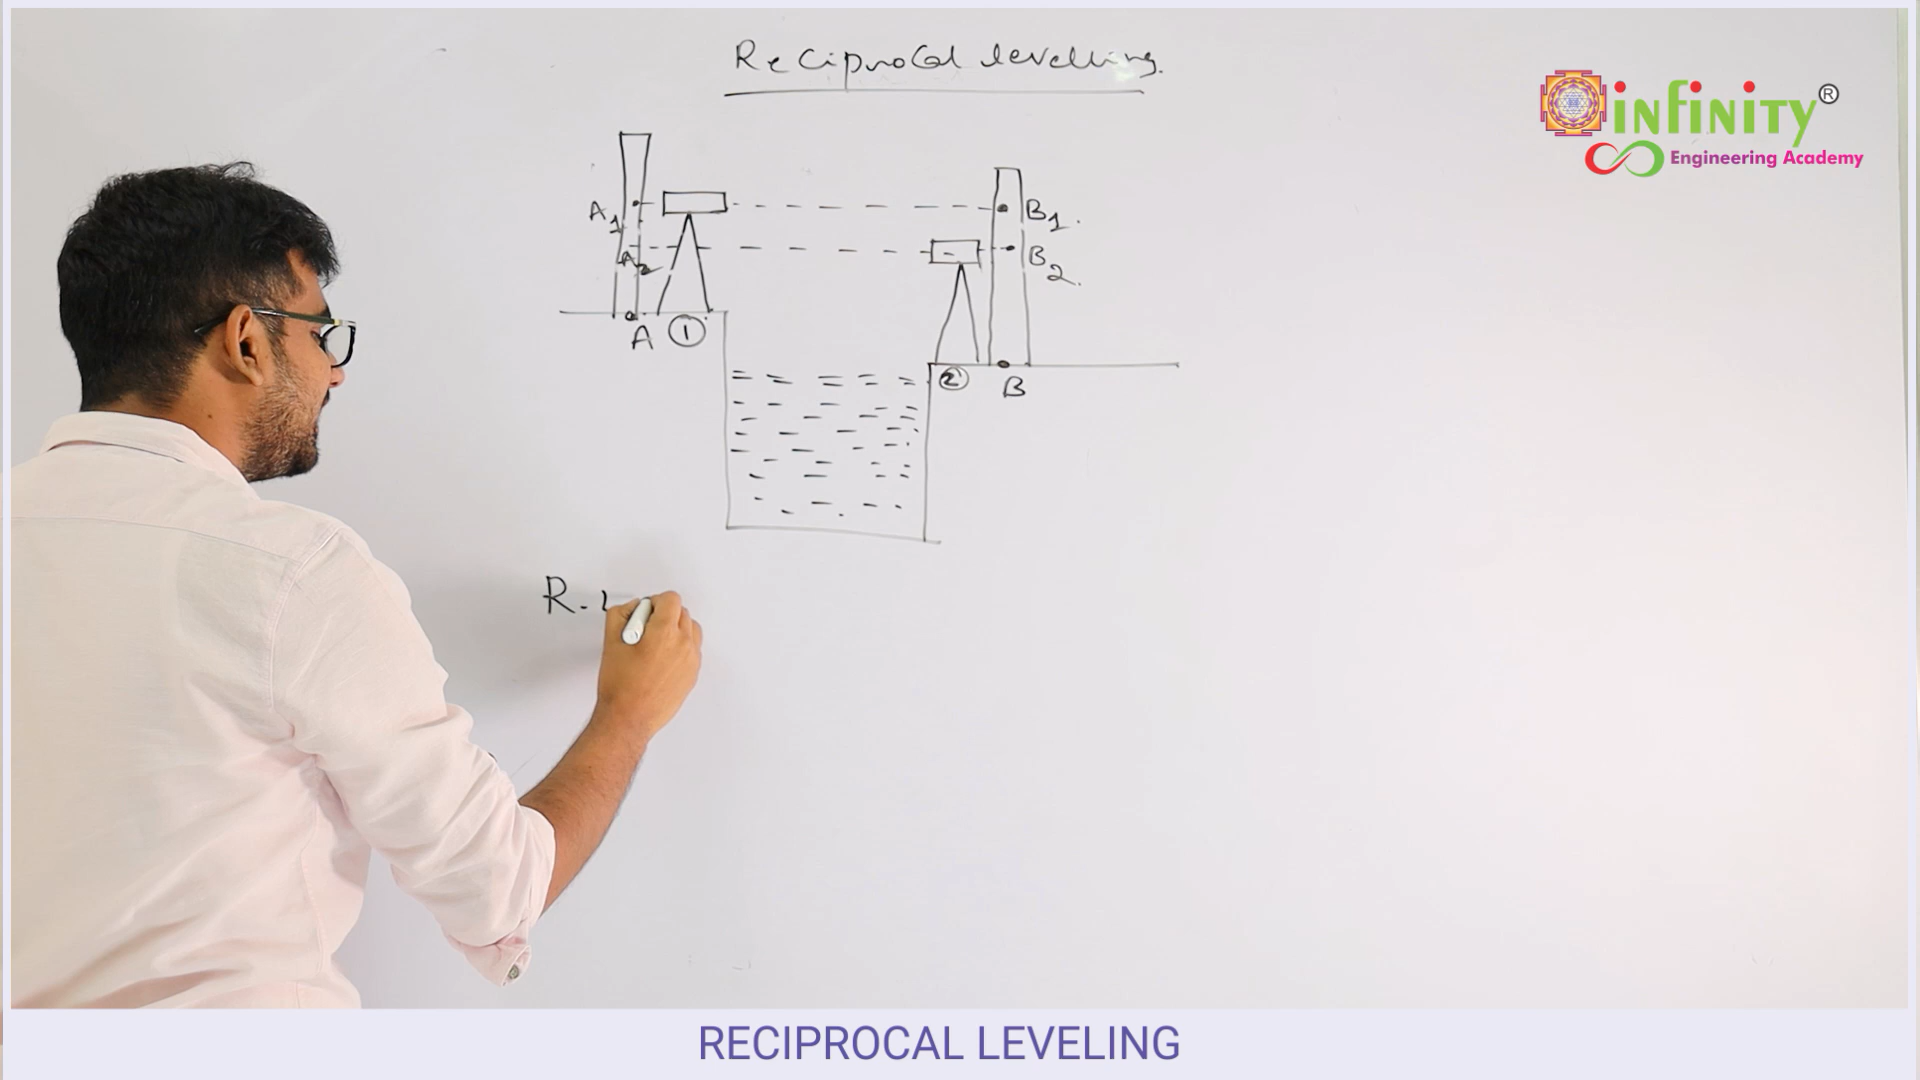 Reciprocal levelling.
infinity ®
Engineering Academy
A1
B1.
A2
B2.
A
1
2
B
R.
RECIPROCAL LEVELING